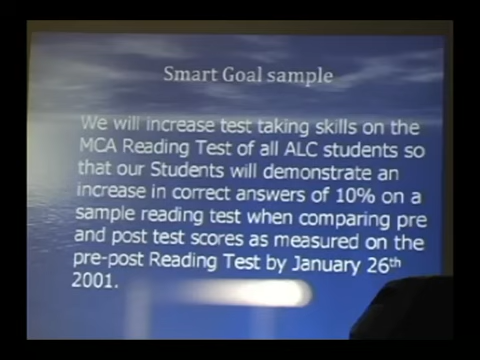 Smart Goal sample
We will increase test taking skills on the
MCA Reading Test of all ALC students so
that our Students will demonstrate an
increase in correct answers of 10% on a
sample reading test when comparing pre
and post test scores as measured on the
pre-post Reading Test by January 26th
2001.